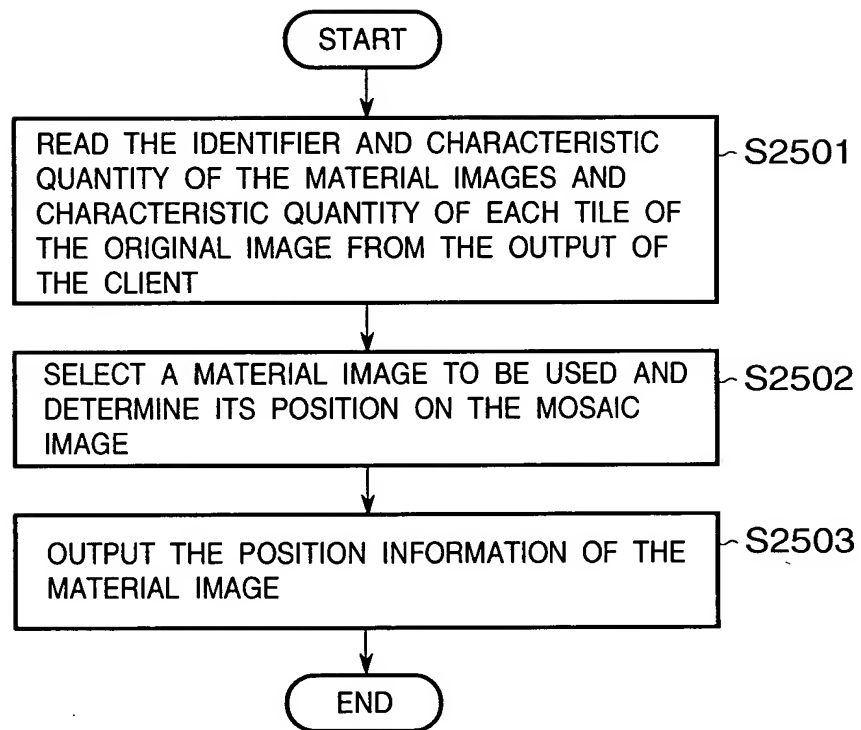 START
READ THE IDENTIFIER AND CHARACTERISTIC
QUANTITY OF THE MATERIAL IMAGES AND
CHARACTERISTIC QUANTITY OF EACH TILE OF
THE ORIGINAL IMAGE FROM THE OUTPUT OF
THE CLIENT
S2501
SELECT A MATERIAL IMAGE TO BE USED AND
DETERMINE ITS POSITION ON THE MOSAIC
IMAGE
S2502
OUTPUT THE POSITION INFORMATION OF THE
MATERIAL IMAGE
S2503
END